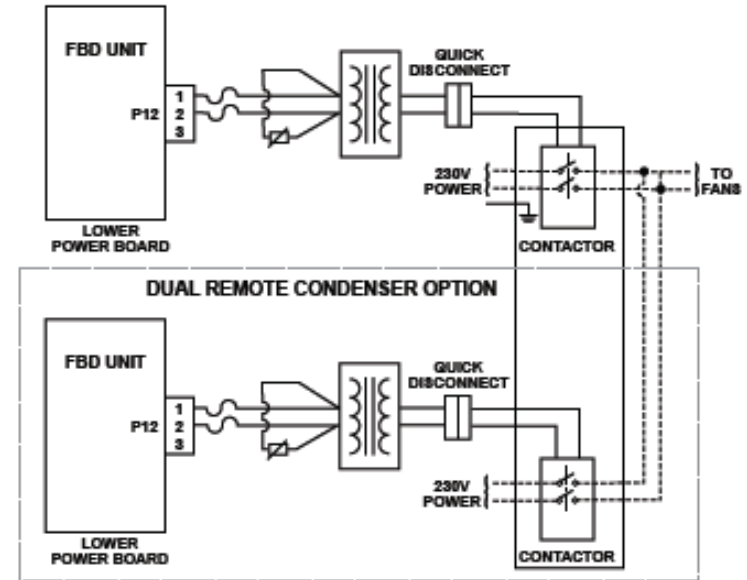 FBD UNIT
P12
1
2
3
LOWER
POWER BOARD
QUICK
DISCONNECT
230V
POWER
TO
FANS
CONTACTOR
DUAL REMOTE CONDENSER OPTION
FBD UNIT
P12
1
2
3
LOWER
POWER BOARD
QUICK
DISCONNECT
230V
POWER
CONTACTOR